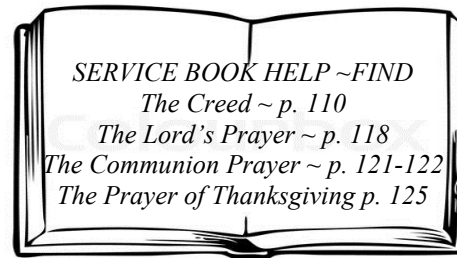 SERVICE BOOK HELP ~FIND
The Creed ~ p. 110
The Lord's Prayer ~ p. 118
The Communion Prayer ~ p. 121-122
The Prayer of Thanksgiving p. 125